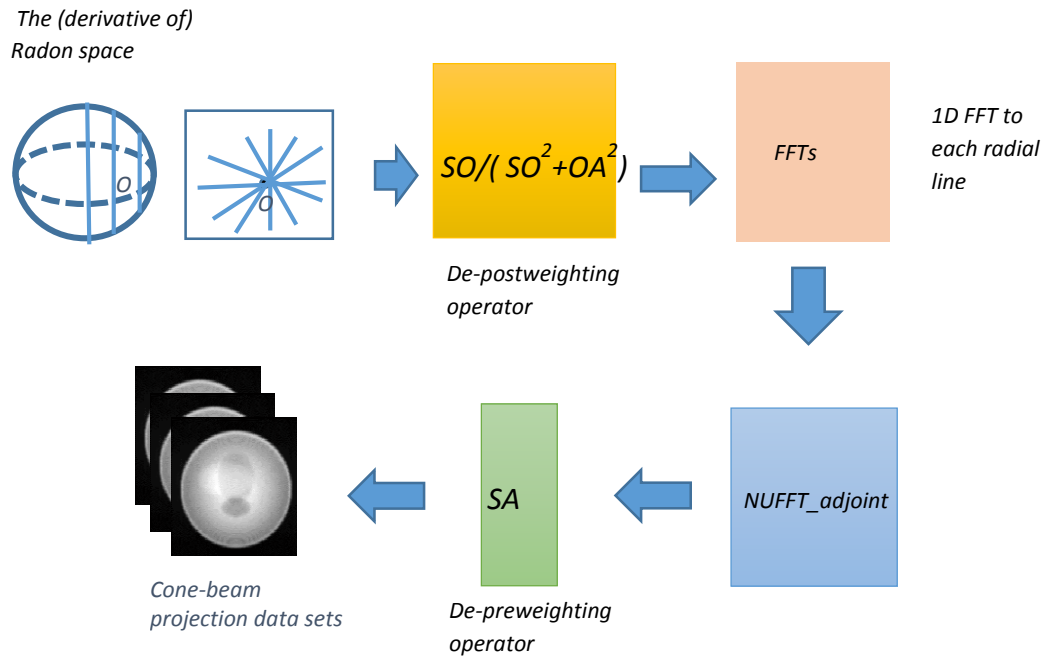 The (derivative of)
Radon space
O
O
SO/( SO²+OA²)
De-postweighting
operator
FFTs
1D FFT to
each radial
line
NUFFT_adjoint
SA
De-preweighting
operator
Cone-beam
projection data sets